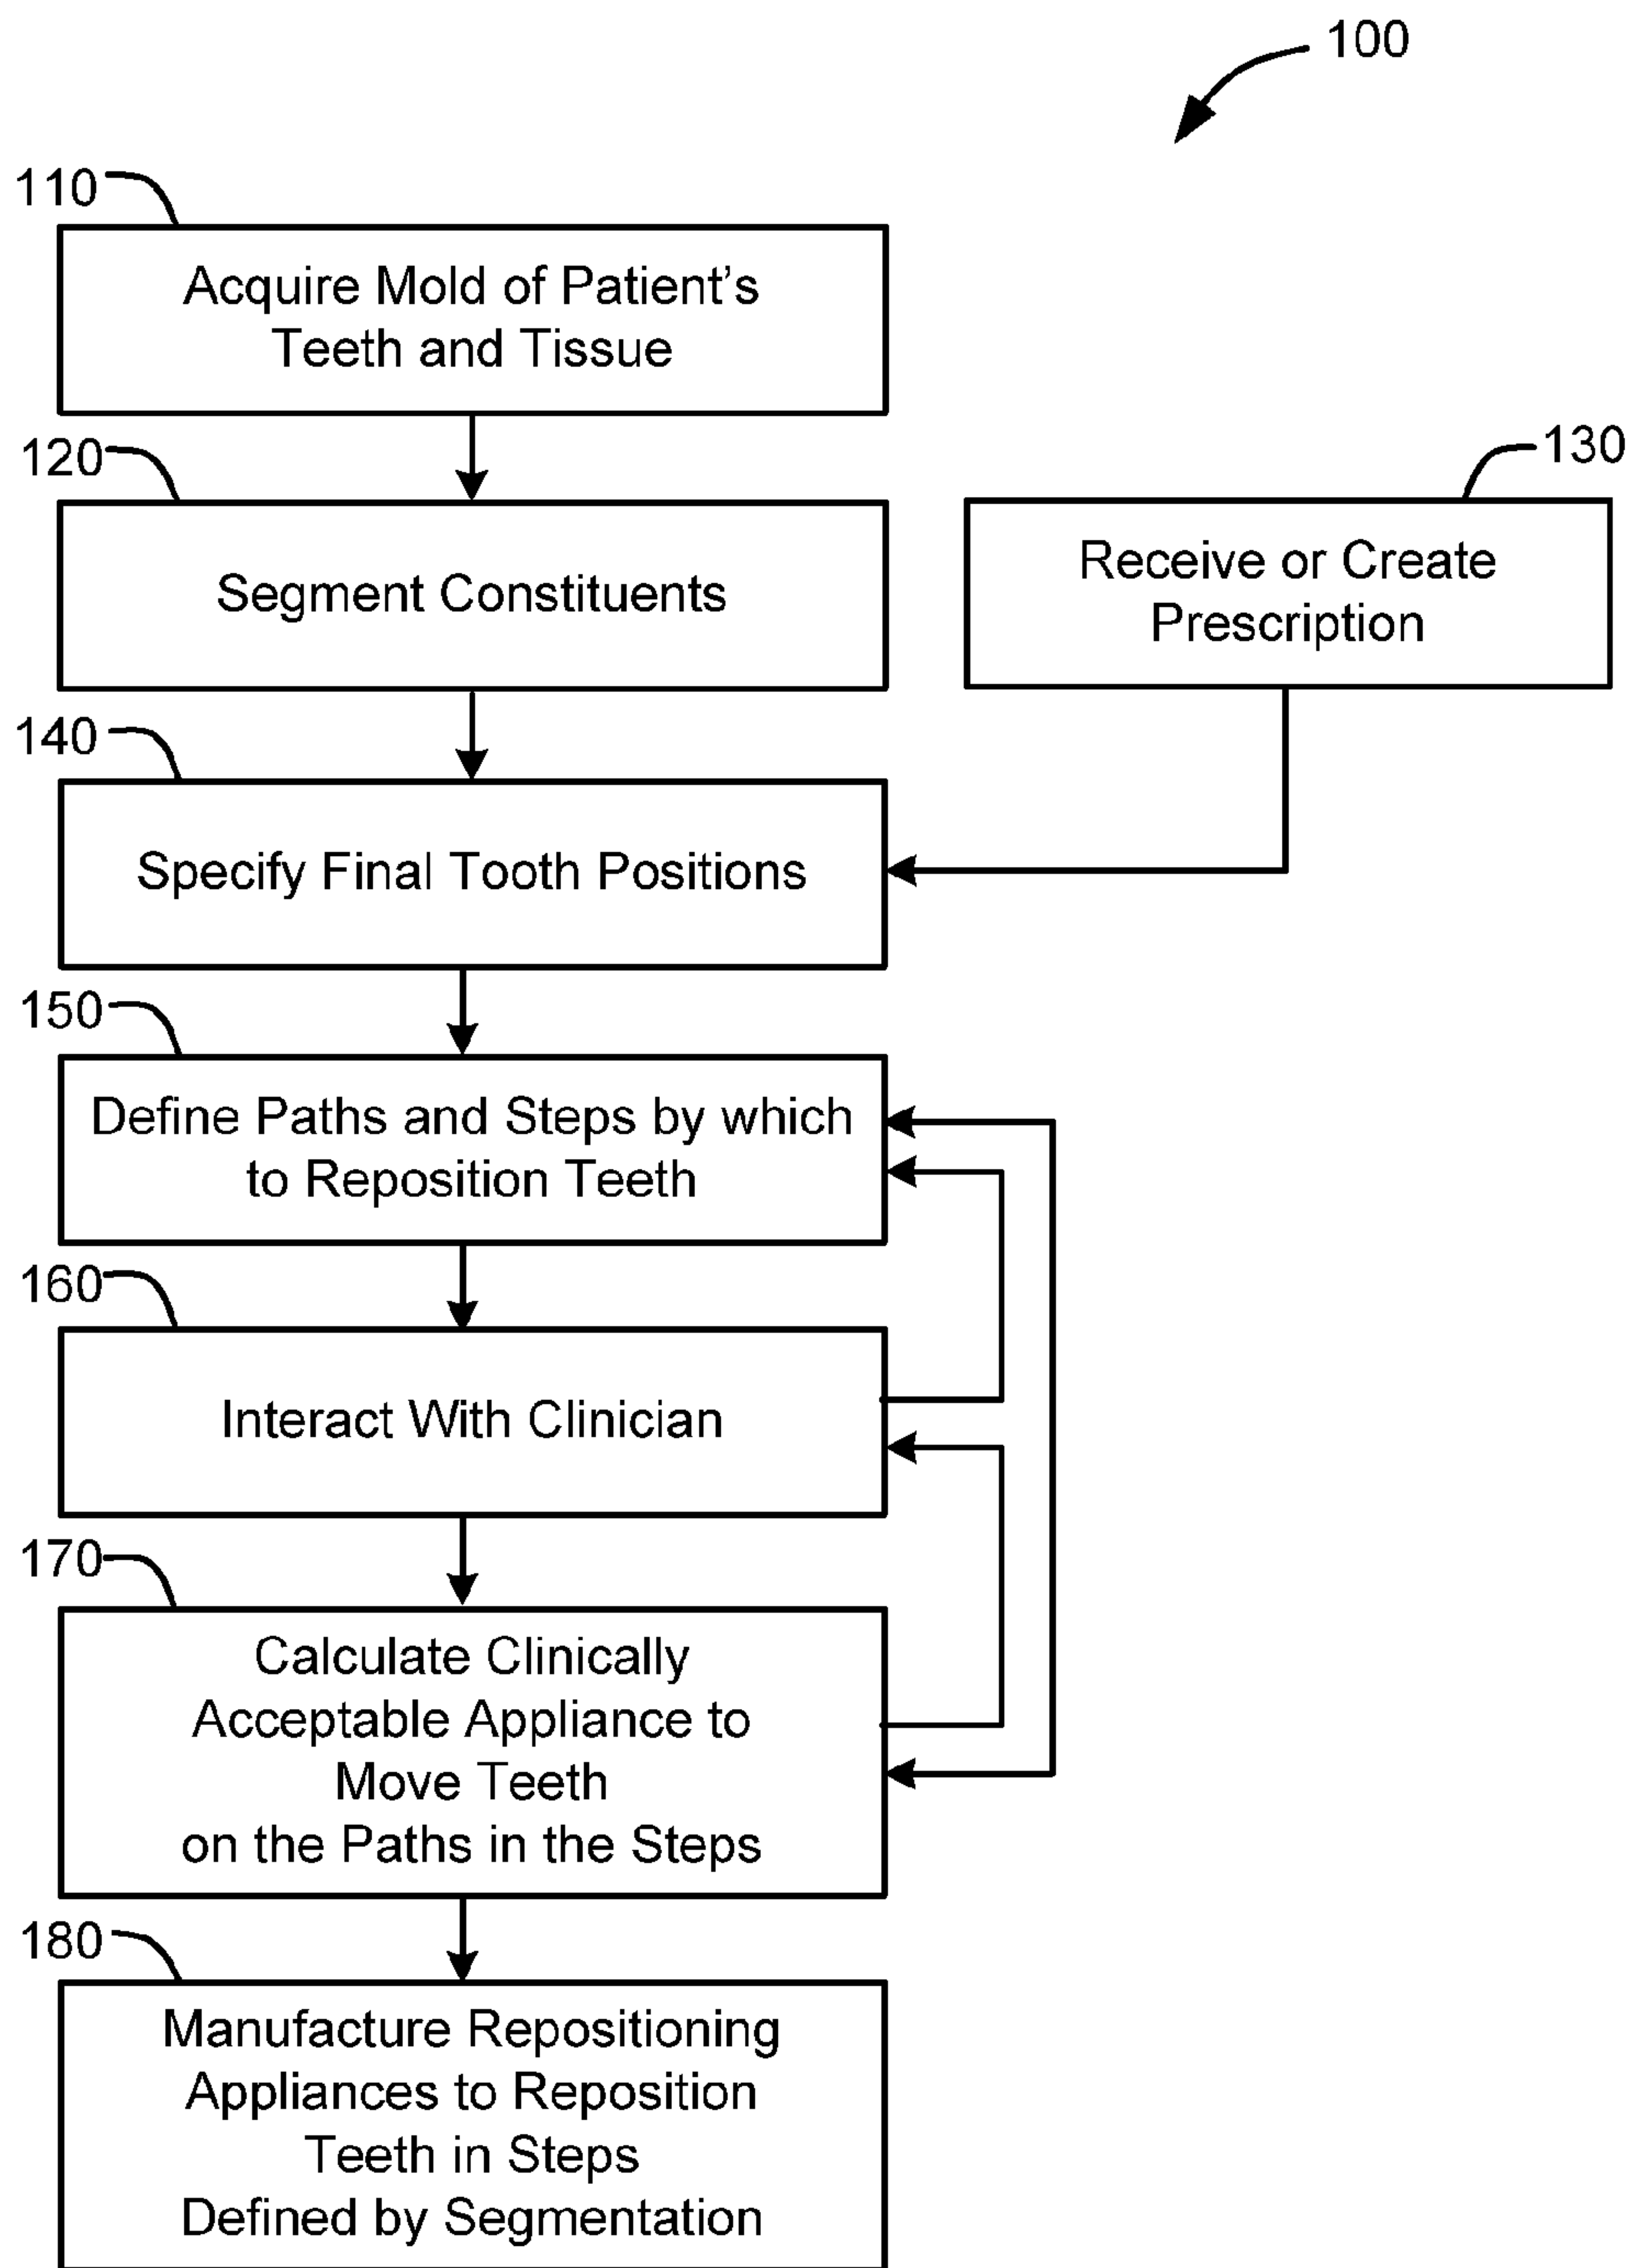 100
110
Acquire Mold of Patient's
Teeth and Tissue
120
Segment Constituents
130
Receive or Create
Prescription
140
Specify Final Tooth Positions
150
Define Paths and Steps by which
to Reposition Teeth
160
Interact With Clinician
170
Calculate Clinically
Acceptable Appliance to
Move Teeth
on the Paths in the Steps
180
Manufacture Repositioning
Appliances to Reposition
Teeth in Steps
Defined by Segmentation